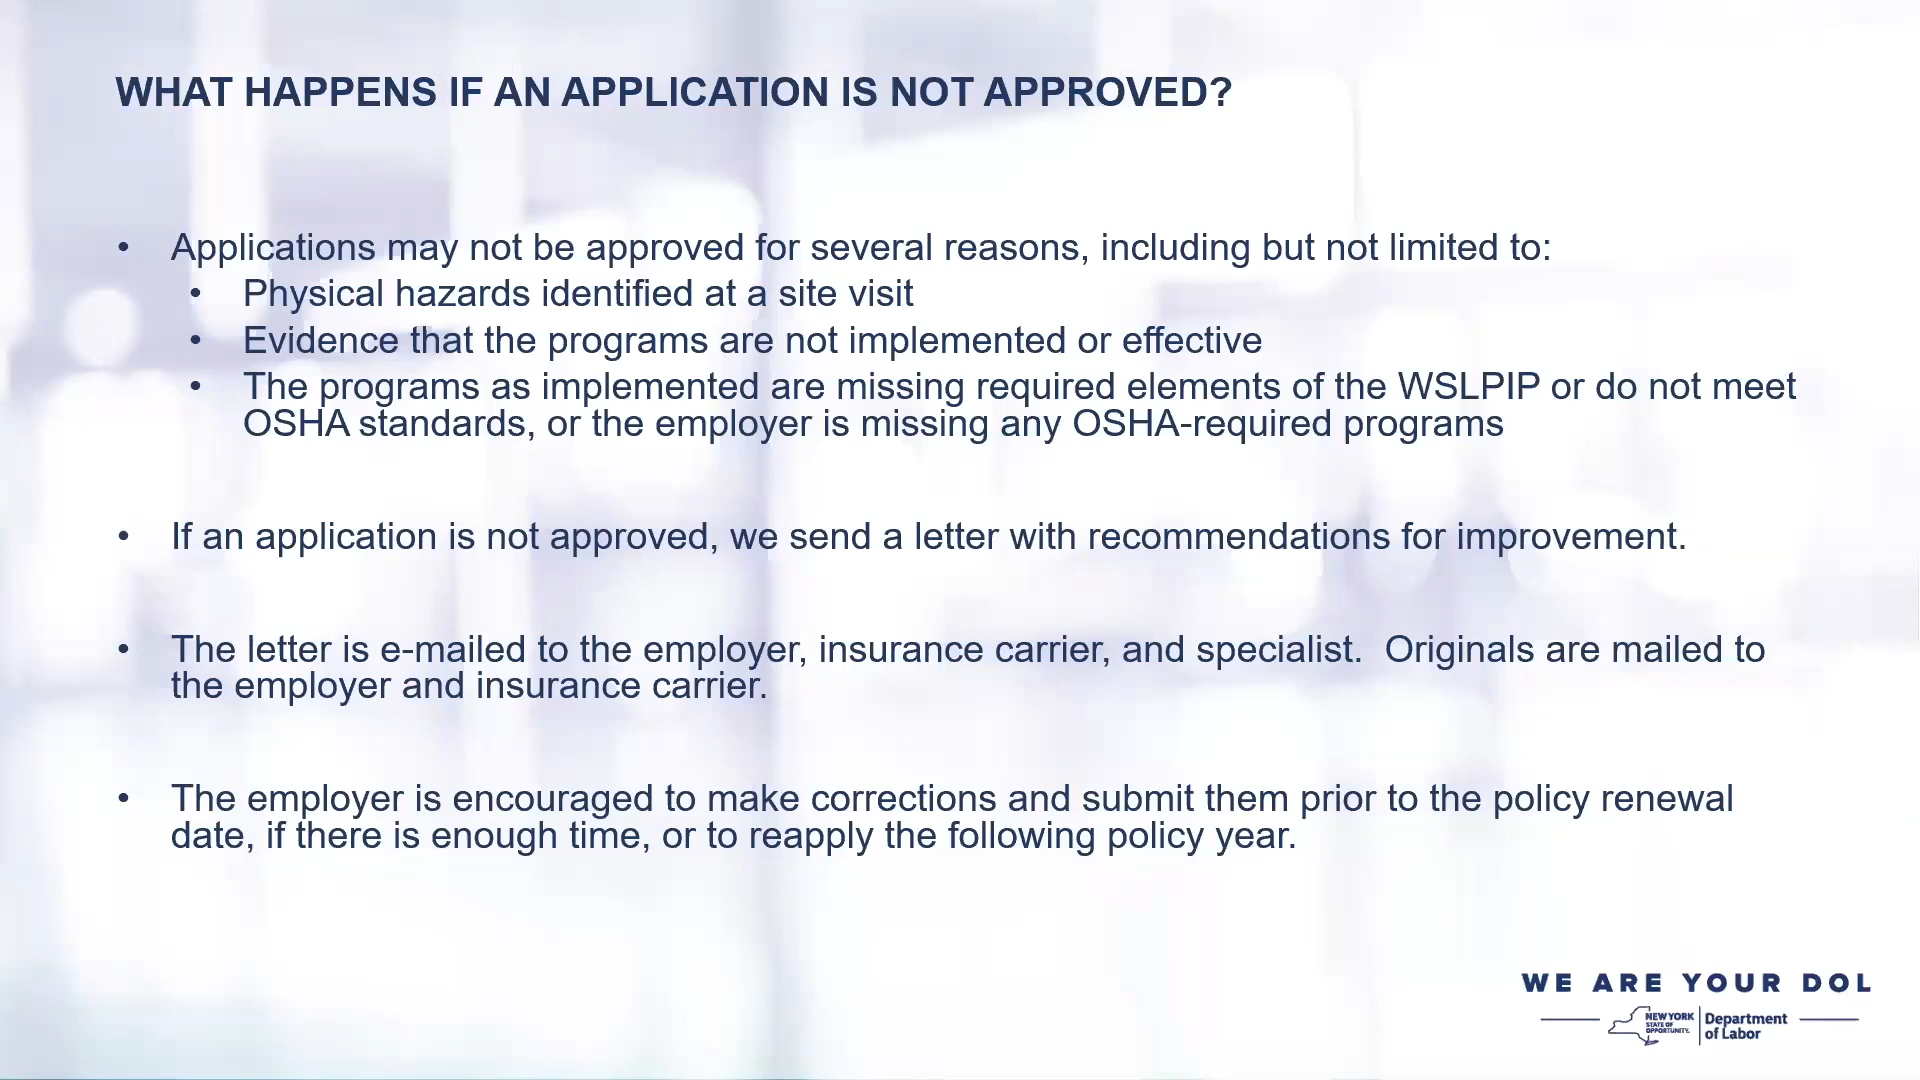 WHAT HAPPENS IF AN APPLICATION IS NOT APPROVED?
• Applications may not be approved for several reasons, including but not limited to:
• Physical hazards identified at a site visit
• Evidence that the programs are not implemented or effective
• The programs as implemented are missing required elements of the WSLPIP or do not meet
OSHA standards, or the employer is missing any OSHA-required programs
• If an application is not approved, we send a letter with recommendations for improvement.
• The letter is e-mailed to the employer, insurance carrier, and specialist.  Originals are mailed to
the employer and insurance carrier.
• The employer is encouraged to make corrections and submit them prior to the policy renewal
date, if there is enough time, or to reapply the following policy year.
WE ARE YOUR DOL
NEW YORK
STATE OF
OPPORTUNITY.
Department
of Labor